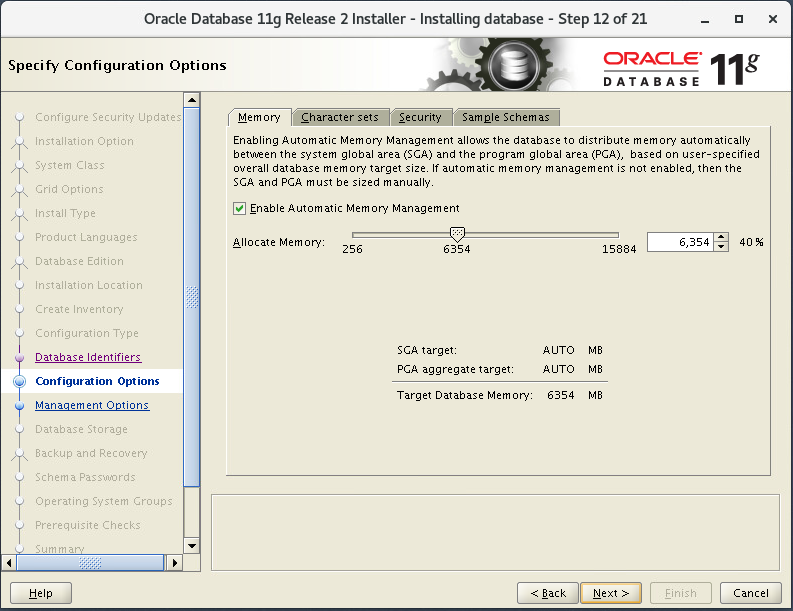 Oracle Database 11g Release 2 Installer - Installing database - Step 12 of 21
Specify Configuration Options
ORACLE
DATABASE
11g
Configure Security Updates
Installation Option
System Class
Grid Options
Install Type
Product Languages
Database Edition
Installation Location
Create Inventory
Configuration Type
Database Identifiers
Configuration Options
Management Options
Database Storage
Backup and Recovery
Schema Passwords
Operating System Groups
Prerequisite Checks
Summary
Memory Character sets Security Sample Schemas
Enabling Automatic Memory Management allows the database to distribute memory automatically
between the system global area (SGA) and the program global area (PGA), based on user-specified
overall database memory target size. If automatic memory management is not enabled, then the
SGA and PGA must be sized manually.
Enable Automatic Memory Management
Allocate Memory: 6,354 40 %
256 6354 15884
SGA target: AUTO MB
PGA aggregate target: AUTO MB
Target Database Memory: 6354 MB
Help < Back Next > Finish Cancel